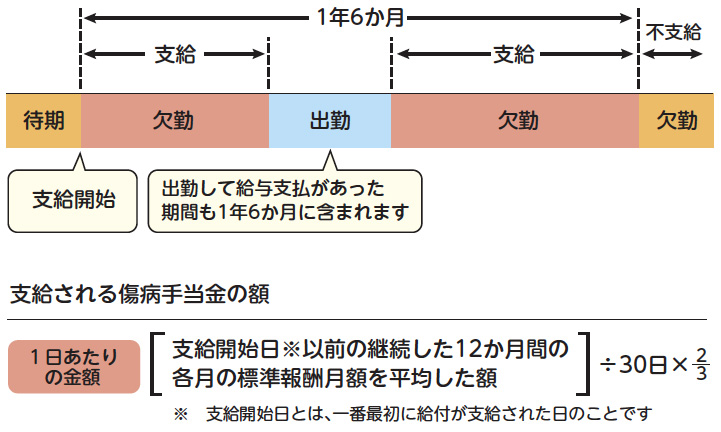 1年6か月
支給
支給
不支給
待期
欠勤
出勤
欠勤
欠勤
支給開始
出勤して給与支払があった
期間も1年6か月に含まれます
支給される傷病手当金の額
1日あたり
の金額
支給開始日※以前の継続した12か月間の
各月の標準報酬月額を平均した額
÷30日×2/3
※ 支給開始日とは、一番最初に給付が支給された日のことです